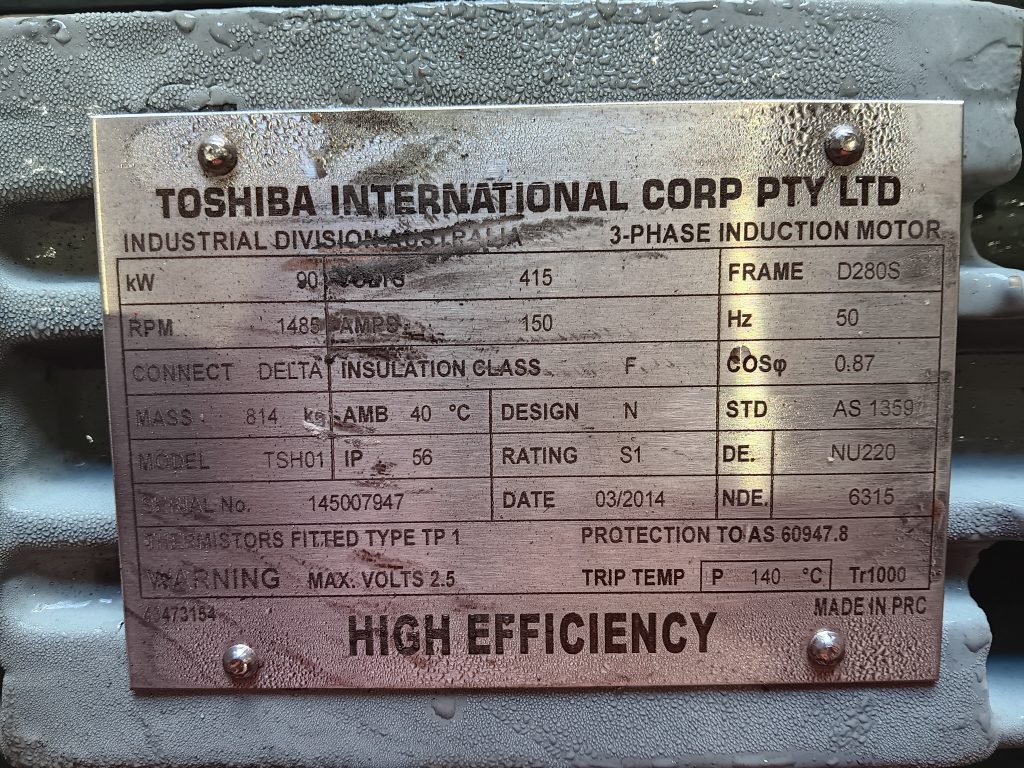 TOSHIBA INTERNATIONAL CORP PTY LTD
INDUSTRIAL DIVISION AUSTRALIA 3-PHASE INDUCTION MOTOR
kW 90 VOLTS 415 FRAME D280S
RPM 1485 AMPS 150 Hz 50
CONNECT DELTA INSULATION CLASS F COSφ 0.87
MASS 814 kg AMB 40 °C DESIGN N STD AS 1359
MODEL TSH01 IP 56 RATING S1 DE. NU220
SERIAL No. 145007947 DATE 03/2014 NDE. 6315
THERMISTORS FITTED TYPE TP 1 PROTECTION TO AS 60947.8
WARNING MAX. VOLTS 2.5 TRIP TEMP P 140 °C Tr1000
HIGH EFFICIENCY MADE IN PRC